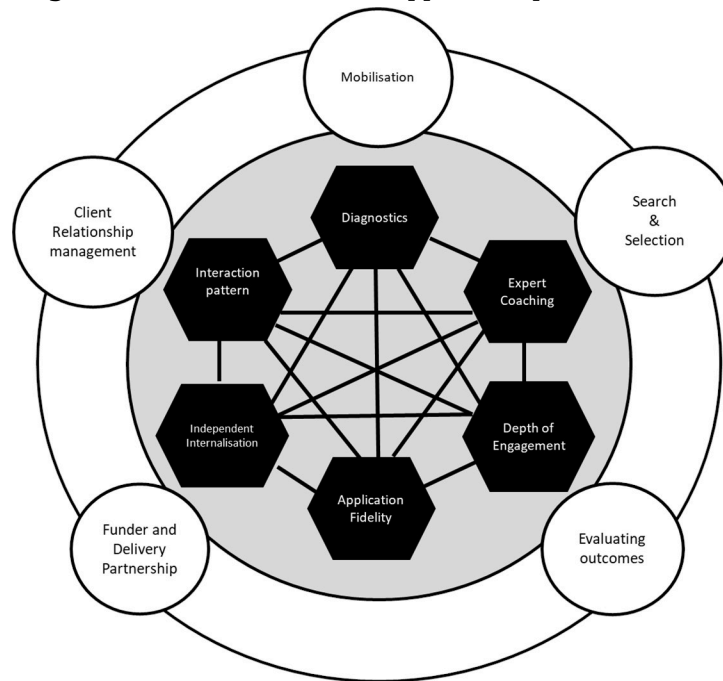 Mobilisation
Client
Relationship
management
Search
&
Selection
Diagnostics
Interaction
pattern
Expert
Coaching
Independent
Internalisation
Depth of
Engagement
Application
Fidelity
Funder and
Delivery
Partnership
Evaluating
outcomes